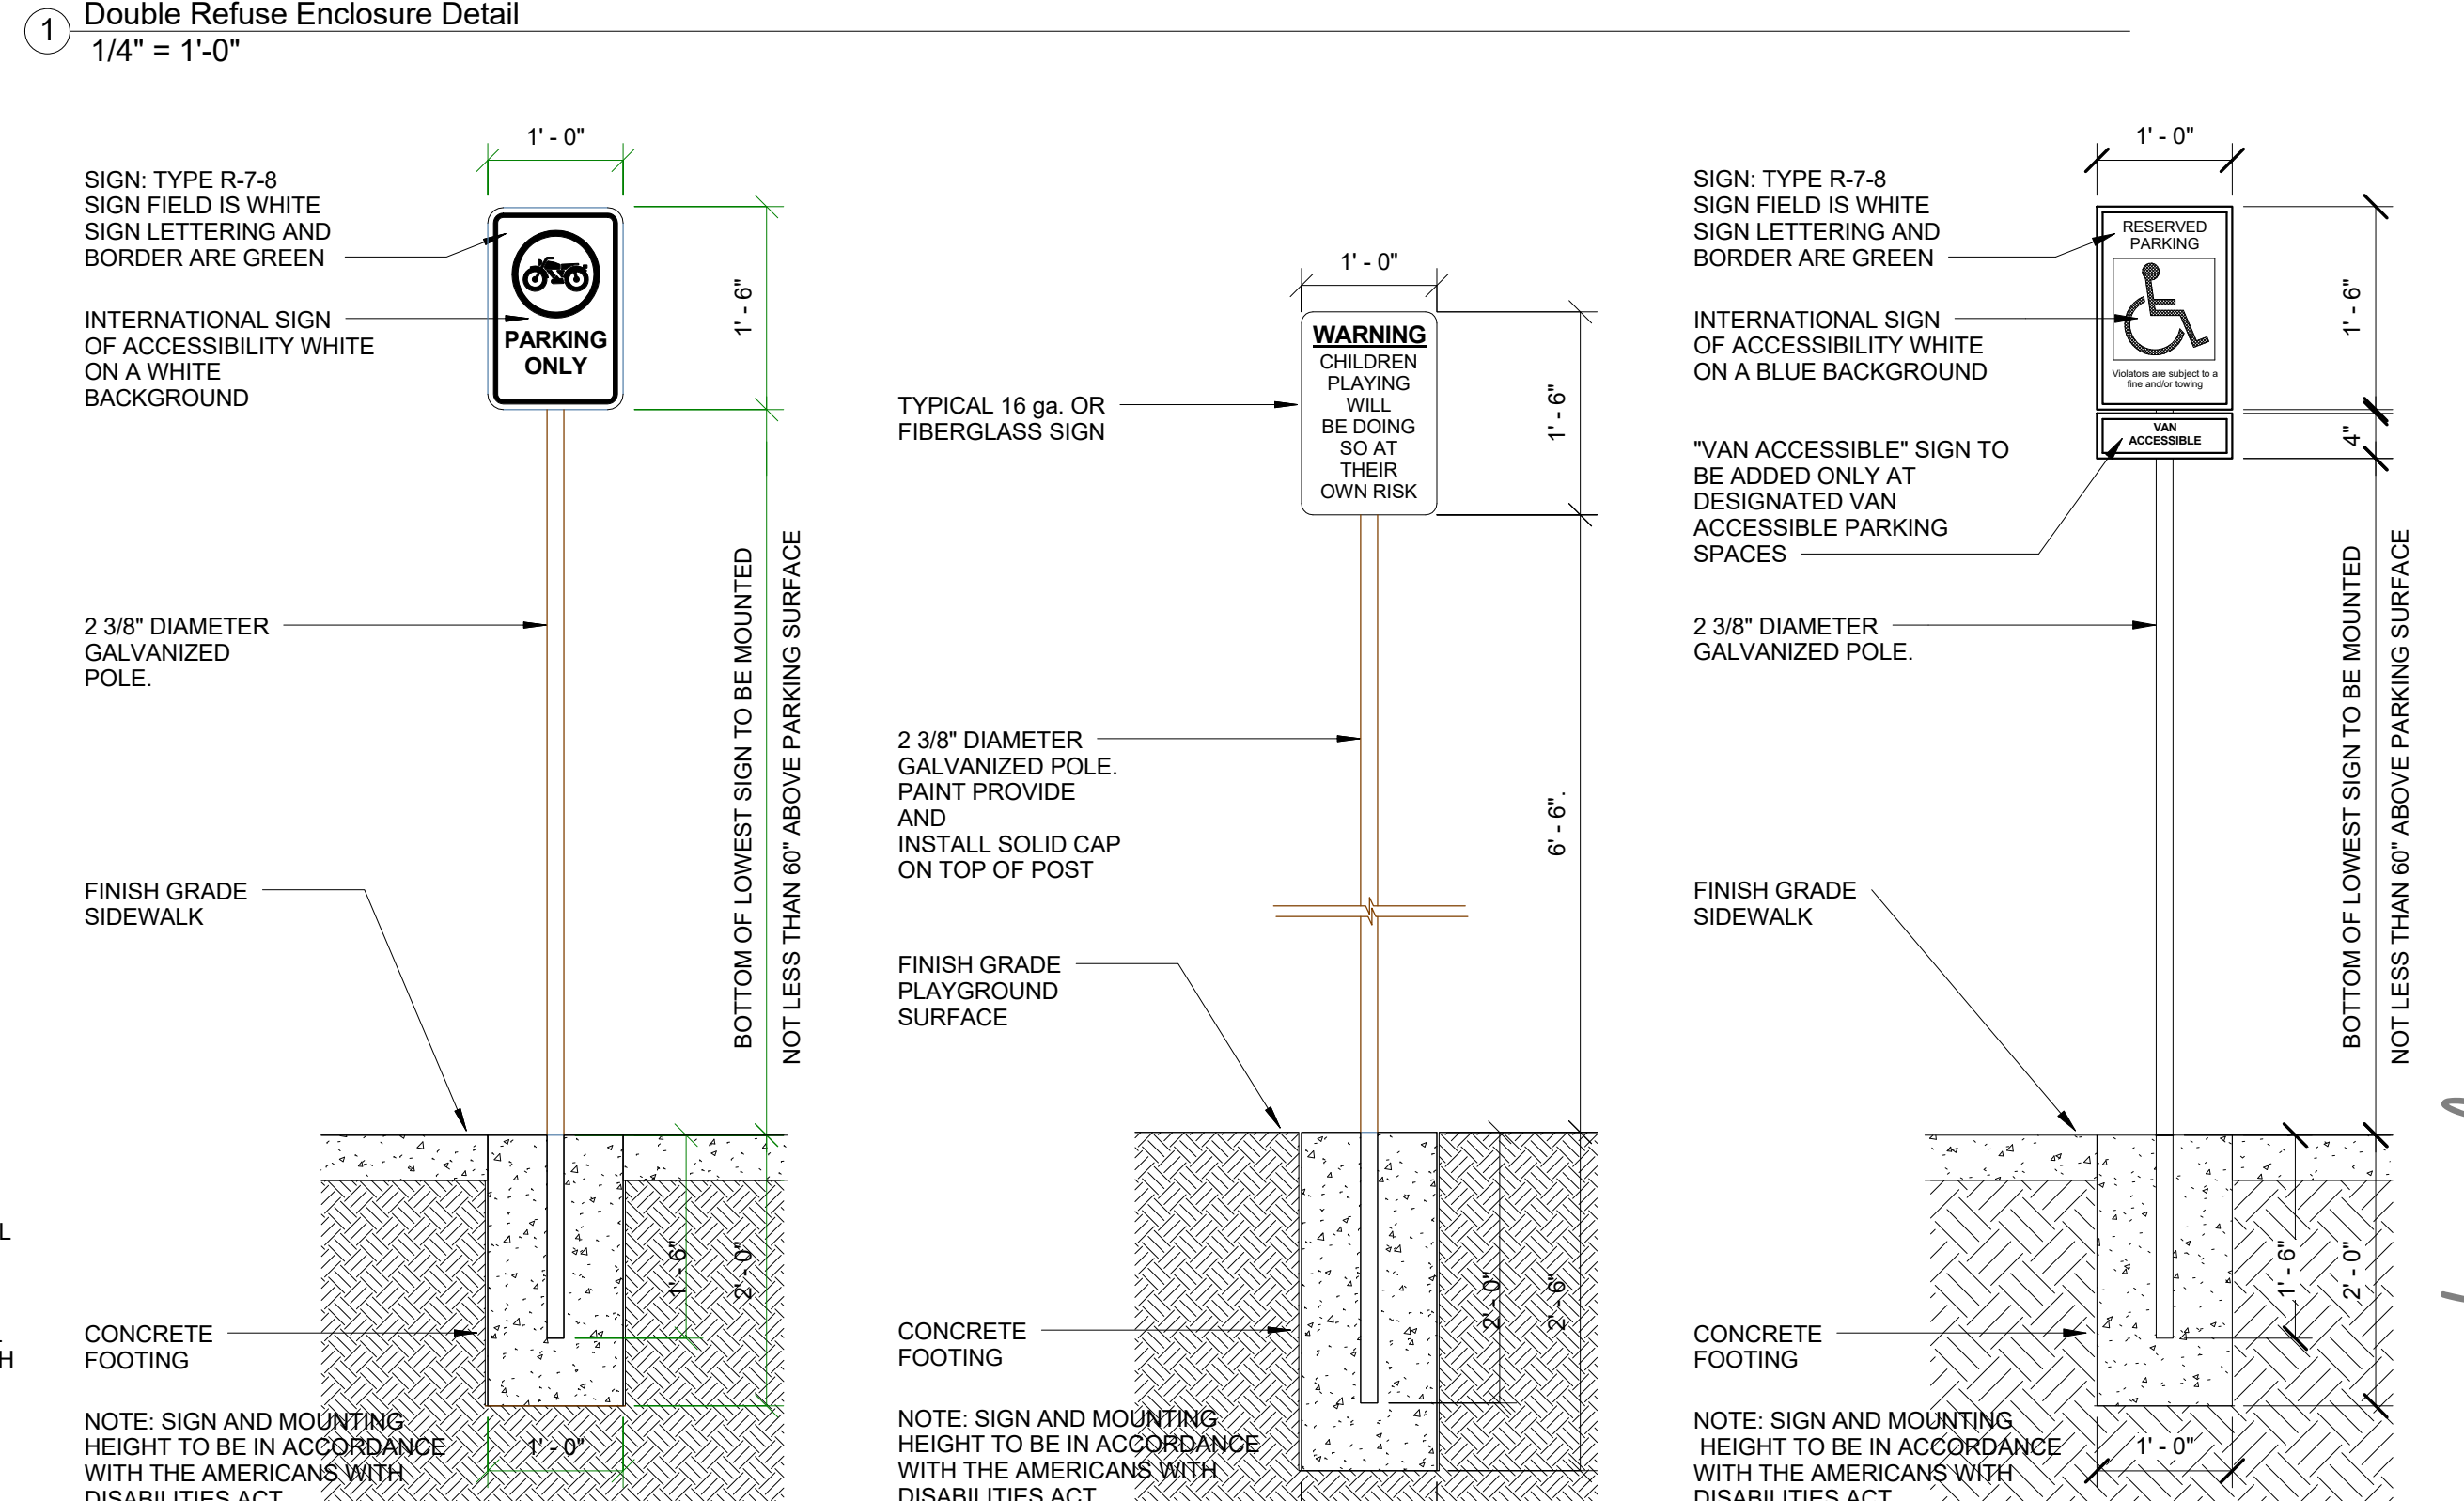 1
Double Refuse Enclosure Detail
1/4" = 1'-0"
1' - 0"
SIGN: TYPE R-7-8
SIGN FIELD IS WHITE
SIGN LETTERING AND
BORDER ARE GREEN
INTERNATIONAL SIGN
OF ACCESSIBILITY WHITE
ON A WHITE
BACKGROUND
PARKING
ONLY
1' - 6"
2 3/8" DIAMETER
GALVANIZED
POLE.
BOTTOM OF LOWEST SIGN TO BE MOUNTED
NOT LESS THAN 60" ABOVE PARKING SURFACE
FINISH GRADE
SIDEWALK
1' - 6"
2' - 0"
CONCRETE
FOOTING
1' - 0"
NOTE: SIGN AND MOUNTING
HEIGHT TO BE IN ACCORDANCE
WITH THE AMERICANS WITH
DISABILITIES ACT
1' - 0"
WARNING
CHILDREN
PLAYING
WILL
BE DOING
SO AT
THEIR
OWN RISK
1' - 6"
TYPICAL 16 ga. OR
FIBERGLASS SIGN
2 3/8" DIAMETER
GALVANIZED POLE.
PAINT PROVIDE
AND
INSTALL SOLID CAP
ON TOP OF POST
6' - 6".
FINISH GRADE
PLAYGROUND
SURFACE
2' - 0"
2' - 6"
CONCRETE
FOOTING
NOTE: SIGN AND MOUNTING
HEIGHT TO BE IN ACCORDANCE
WITH THE AMERICANS WITH
DISABILITIES ACT
1' - 0"
SIGN: TYPE R-7-8
SIGN FIELD IS WHITE
SIGN LETTERING AND
BORDER ARE GREEN
RESERVED
PARKING
INTERNATIONAL SIGN
OF ACCESSIBILITY WHITE
ON A BLUE BACKGROUND
Violators are subject to a
fine and/or towing
1' - 6"
VAN
ACCESSIBLE
4"
"VAN ACCESSIBLE" SIGN TO
BE ADDED ONLY AT
DESIGNATED VAN
ACCESSIBLE PARKING
SPACES
2 3/8" DIAMETER
GALVANIZED POLE.
BOTTOM OF LOWEST SIGN TO BE MOUNTED
NOT LESS THAN 60" ABOVE PARKING SURFACE
FINISH GRADE
SIDEWALK
1' - 6"
2' - 0"
CONCRETE
FOOTING
1' - 0"
NOTE: SIGN AND MOUNTING
HEIGHT TO BE IN ACCORDANCE
WITH THE AMERICANS WITH
DISABILITIES ACT
L
H